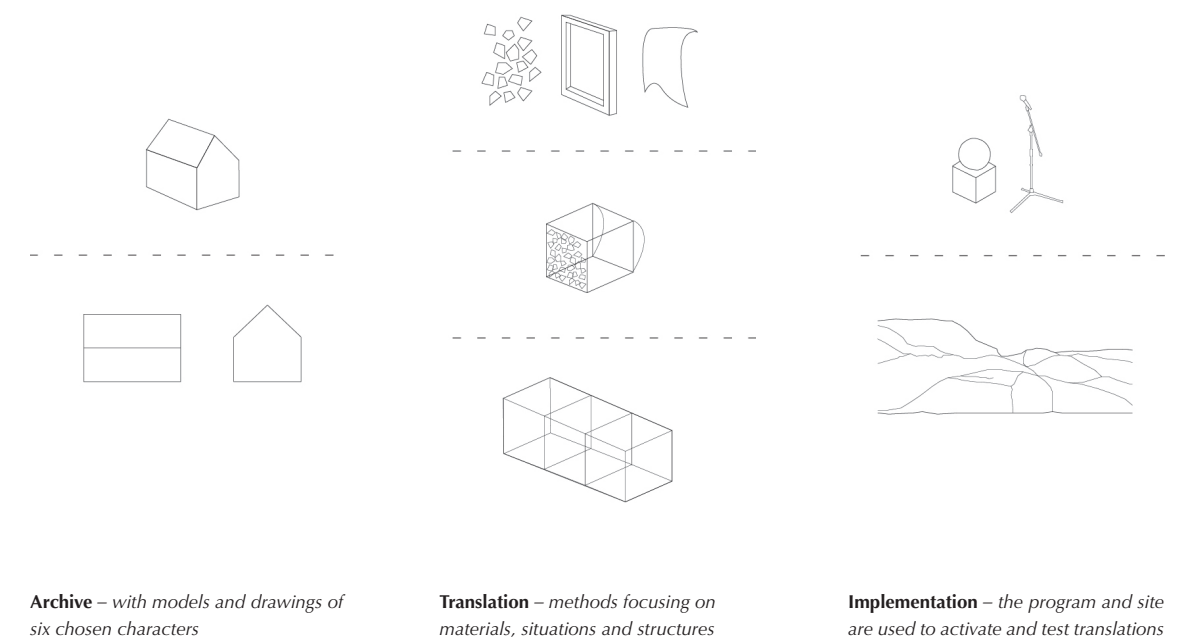 Archive – with models and drawings of
six chosen characters
Translation – methods focusing on
materials, situations and structures
Implementation – the program and site
are used to activate and test translations